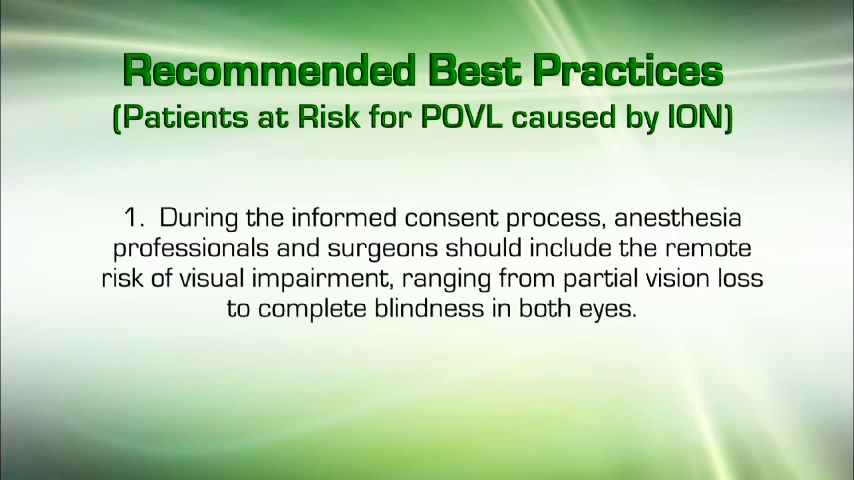 Recommended Best Practices
(Patients at Risk for POVL caused by ION)
1. During the informed consent process, anesthesia
professionals and surgeons should include the remote
risk of visual impairment, ranging from partial vision loss
to complete blindness in both eyes.